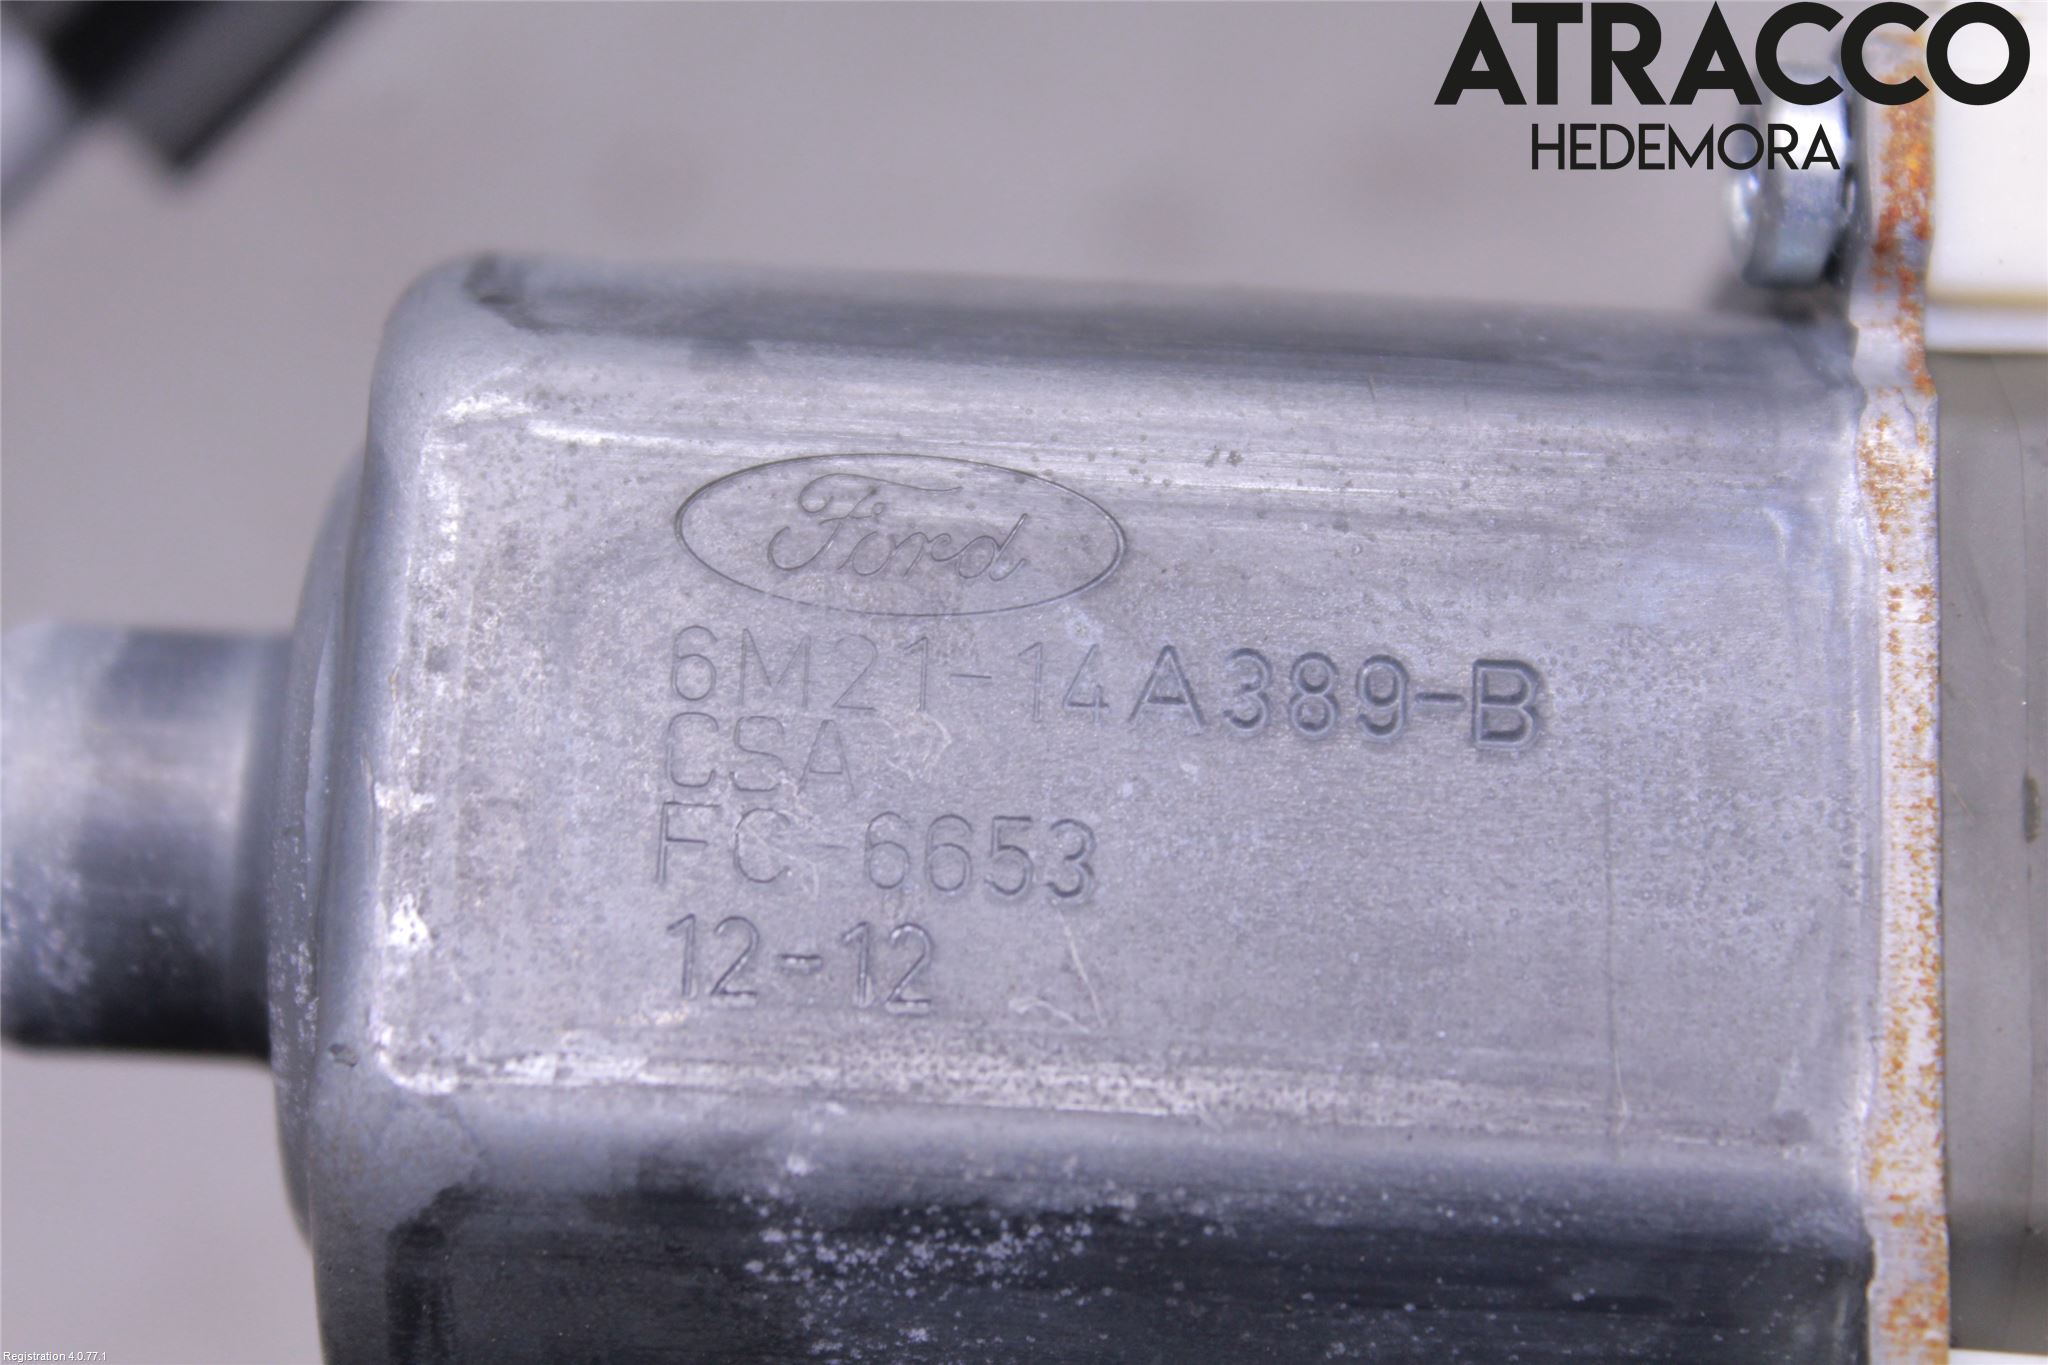 ATRACCO
HEDEMORA
Ford
6M21-14A389-B
CSA
FC 6653
12-12
Registration 4.0.77.1